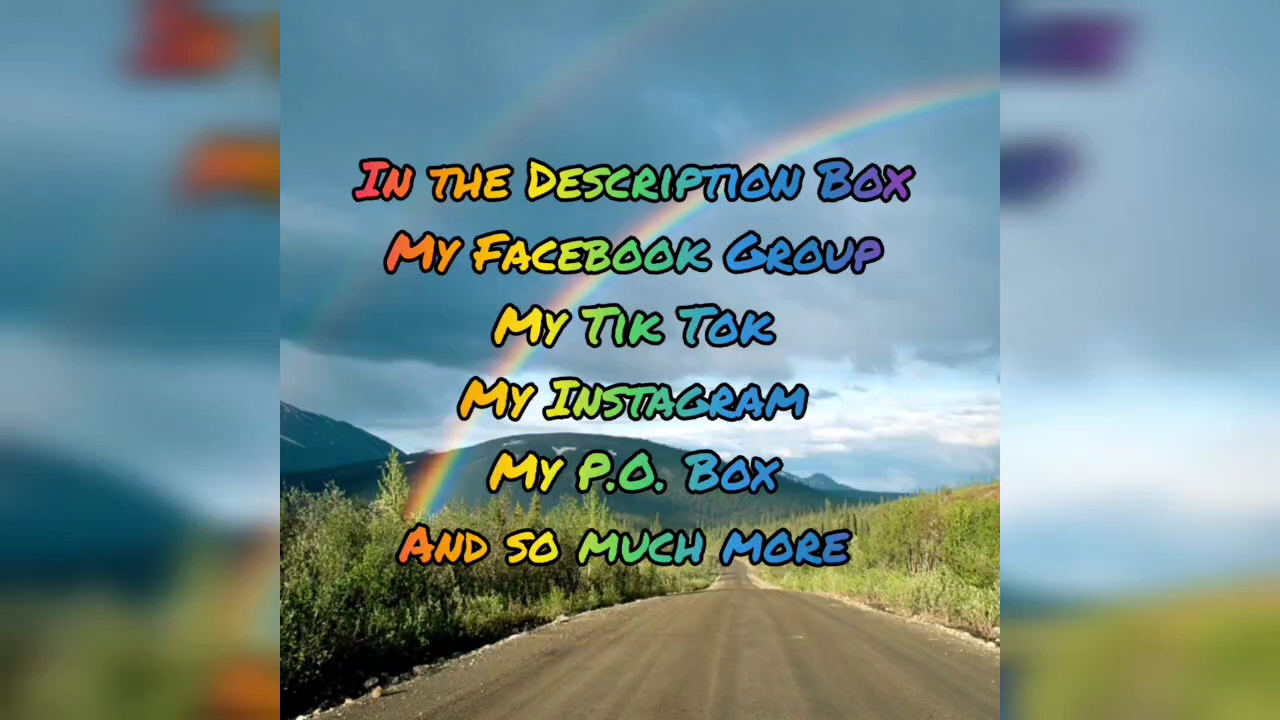 In the Description Box
My Facebook Group
My Tik Tok
My Instagram
My P.O. Box
And so much more